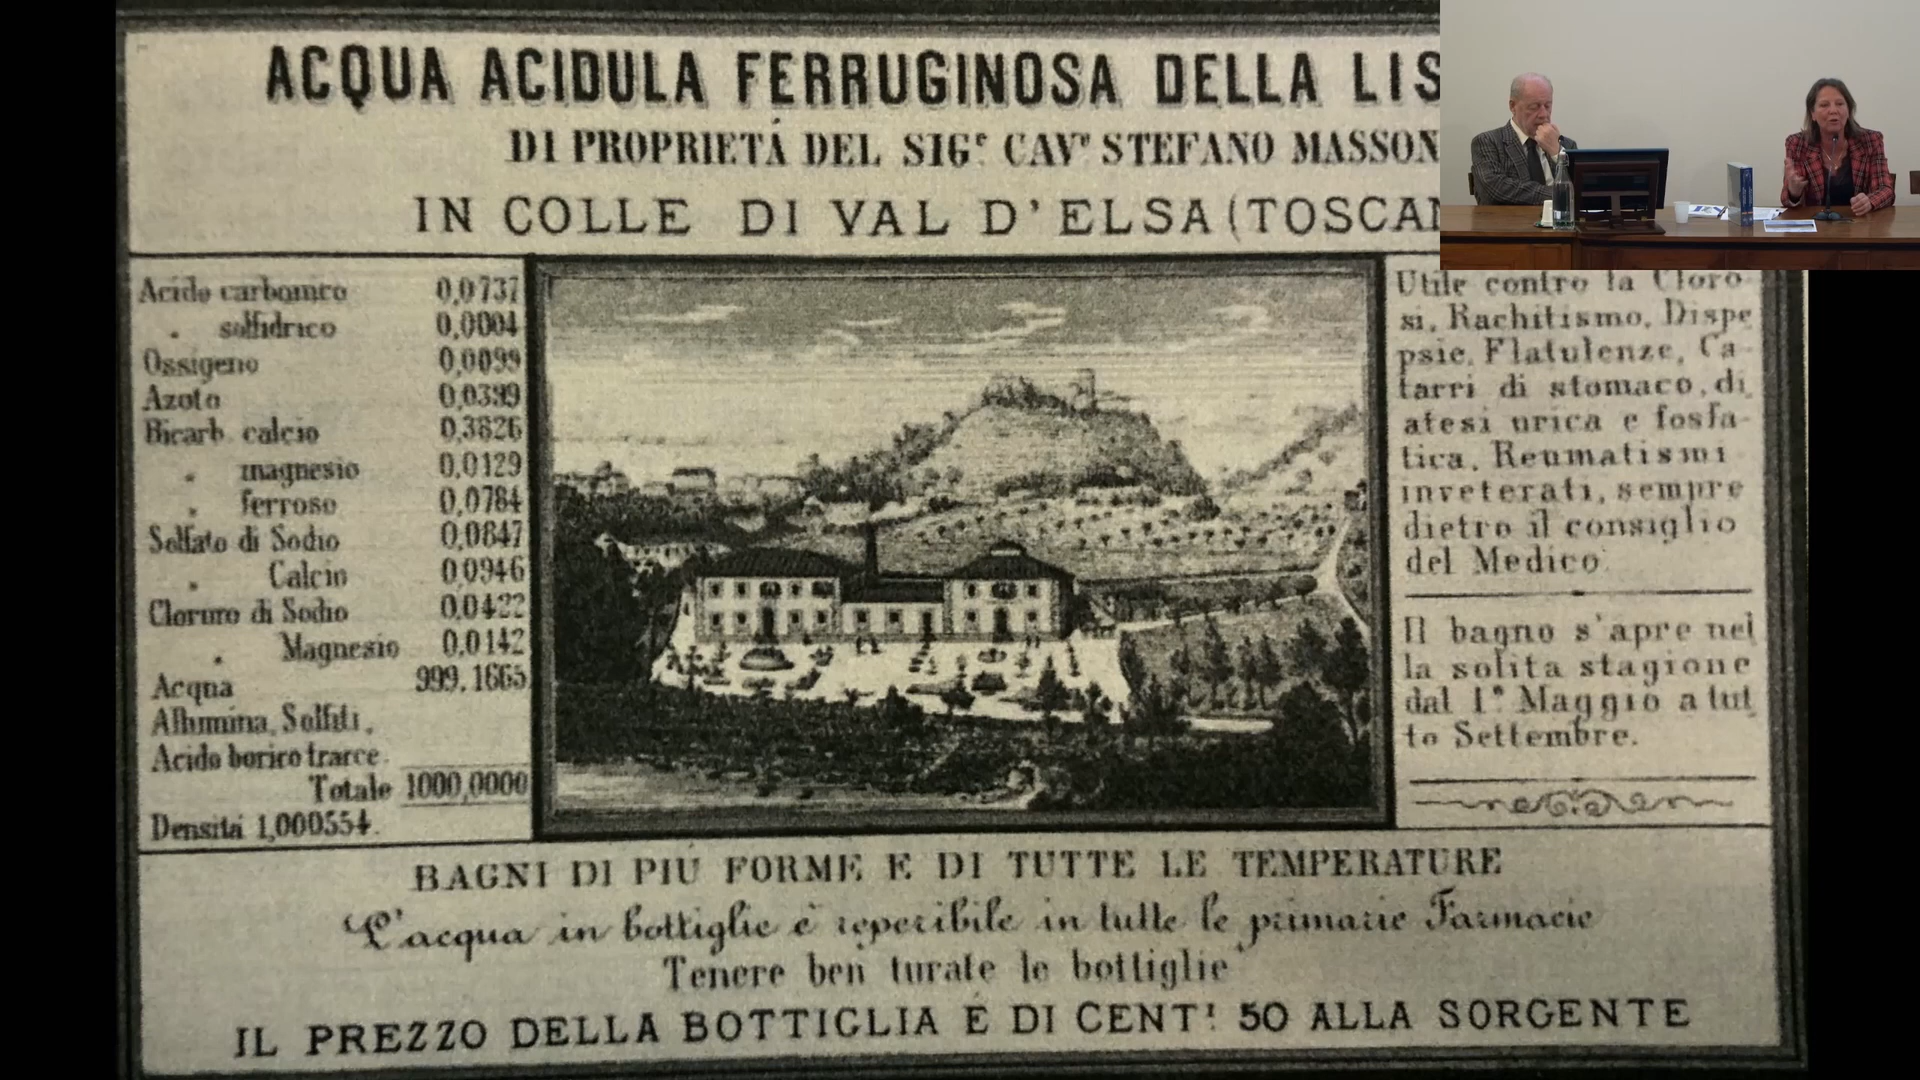 ACQUA ACIDULA FERRUGINOSA DELLA LIS
DI PROPRIETÁ DEL SIG.ᵉ CAVᵉ STEFANO MASSON
IN COLLE DI VAL D'ELSA (TOSCAN
Acido carbonico 0,0737
" solfidrico 0,0004
Ossigeno 0,0099
Azoto 0,0399
Bicarb. calcio 0,3826
" magnesio 0,0129
" ferroso 0,0784
Solfato di Sodio 0,0847
" Calcio 0,0946
Cloruro di Sodio 0,0422
" Magnesio 0,0142
Acqua 999.1665
Allumina, Solfiti,
Acido borico tracce.
Totale 1000,0000
Densitá 1,000554.
Utile contro la Cloro-
si, Rachitismo, Dispe
psie, Flatulenze, Ca-
tarri di stomaco, di
atesi urica e fosfa-
tica, Reumatismi
inveterati, sempre
dietro il consiglio
del Medico.
Il bagno s'apre nel
la solita stagione
dal 1º Maggio a tut
to Settembre.
BAGNI DI PIÚ FORME E DI TUTTE LE TEMPERATURE
L'acqua in bottiglie è reperibile in tutte le primarie Farmacie
Tenere ben turate le bottiglie
IL PREZZO DELLA BOTTIGLIA É DI CENTⁱ 50 ALLA SORGENTE